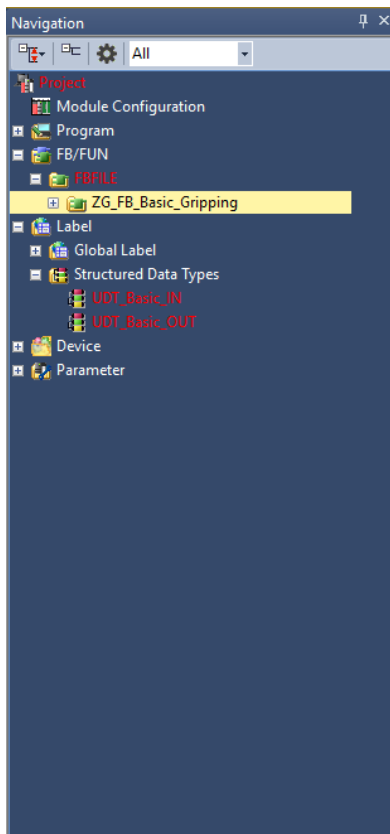 Navigation
All
Project
Module Configuration
Program
FB/FUN
FBFILE
ZG_FB_Basic_Gripping
Label
Global Label
Structured Data Types
UDT_Basic_IN
UDT_Basic_OUT
Device
Parameter